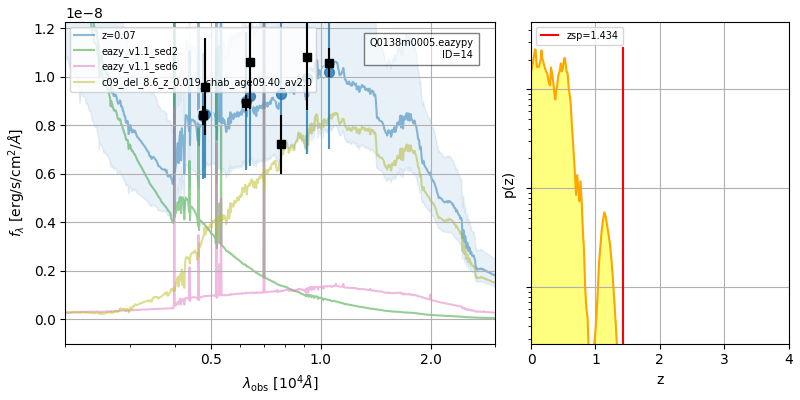 1e−8
z=0.07
eazy_v1.1_sed2
eazy_v1.1_sed6
c09_del_8.6_z_0.019_chab_age09.40_av2.0
Q0138m0005.eazypy
ID=14
1.2
1.0
0.8
0.6
0.4
0.2
0.0
fλ [erg/s/cm²/Å]
0.5
1.0
2.0
λobs [10⁴Å]
zsp=1.434
p(z)
0
1
2
3
4
z